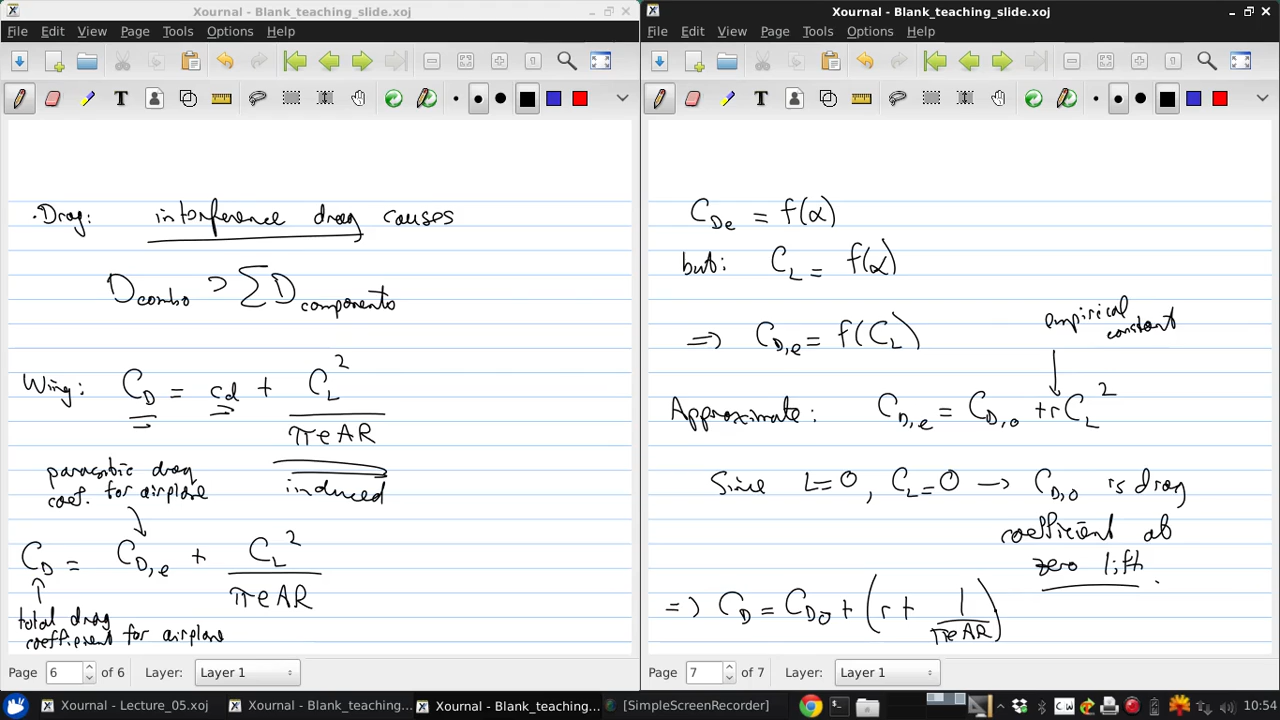 Xournal - Blank_teaching_slide.xoj
File Edit View Page Tools Options Help
·Drag: interference drag causes
D_combo > ΣD_components
Wing: C_D = cd + C_L^2 / πeAR
induced
parasitic drag
coef. for airplane
C_D = C_D,e + C_L^2 / πeAR
total drag
coefficient for airplane
Page 6 of 6 Layer: Layer 1
Xournal - Blank_teaching_slide.xoj
File Edit View Page Tools Options Help
C_De = f(α)
but: C_L = f(α)
=> C_D,e = f(C_L)
empirical
constant
Approximate: C_D,e = C_D,0 + rC_L^2
Since L=0, C_L=0 → C_D,0 is drag
coefficient at
zero lift.
=> C_D = C_D0 + (r + 1 / πeAR)
Page 7 of 7 Layer: Layer 1
Xournal - Lecture_05.xoj
Xournal - Blank_teaching...
Xournal - Blank_teaching...
[SimpleScreenRecorder]
10:54